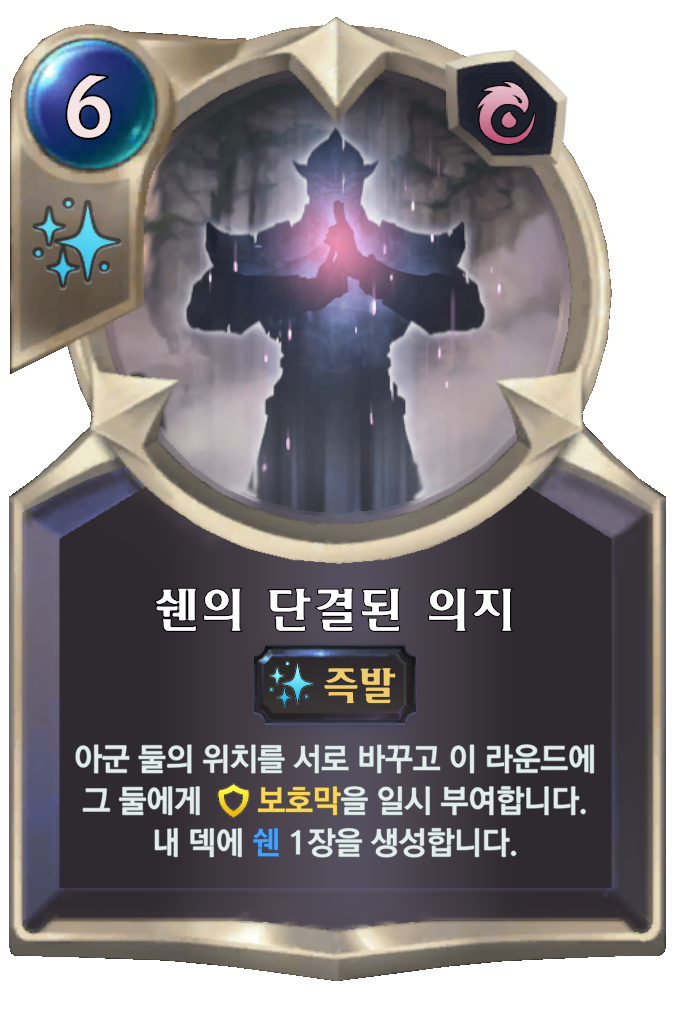 6
쉔의 단결된 의지
즉발
아군 둘의 위치를 서로 바꾸고 이 라운드에
그 둘에게 보호막을 일시 부여합니다.
내 덱에 쉔 1장을 생성합니다.